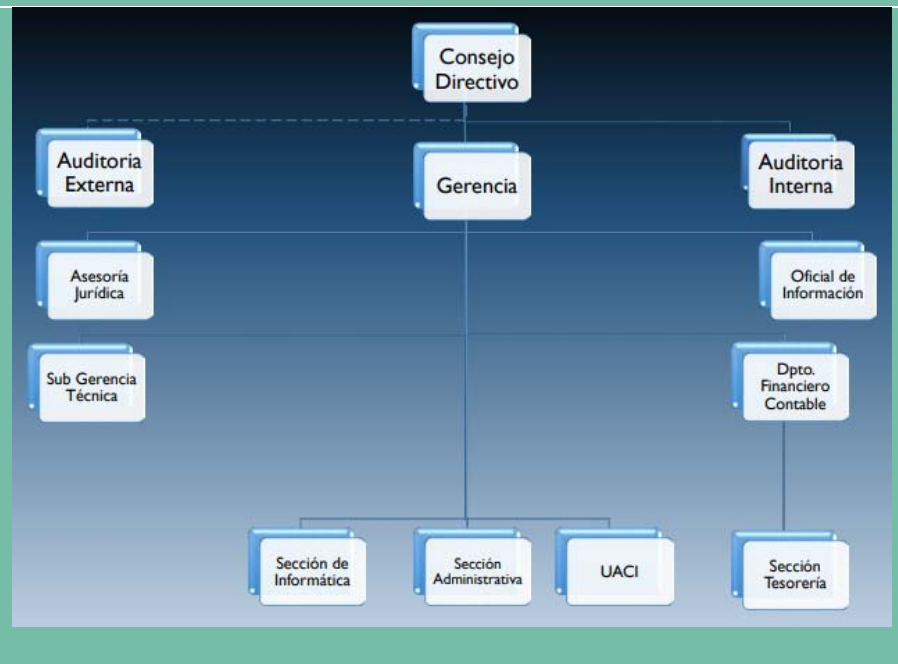 Consejo
Directivo
Auditoria
Externa
Gerencia
Auditoria
Interna
Asesoría
Jurídica
Oficial de
Información
Sub Gerencia
Técnica
Dpto.
Financiero
Contable
Sección de
Informática
Sección
Administrativa
UACI
Sección
Tesorería